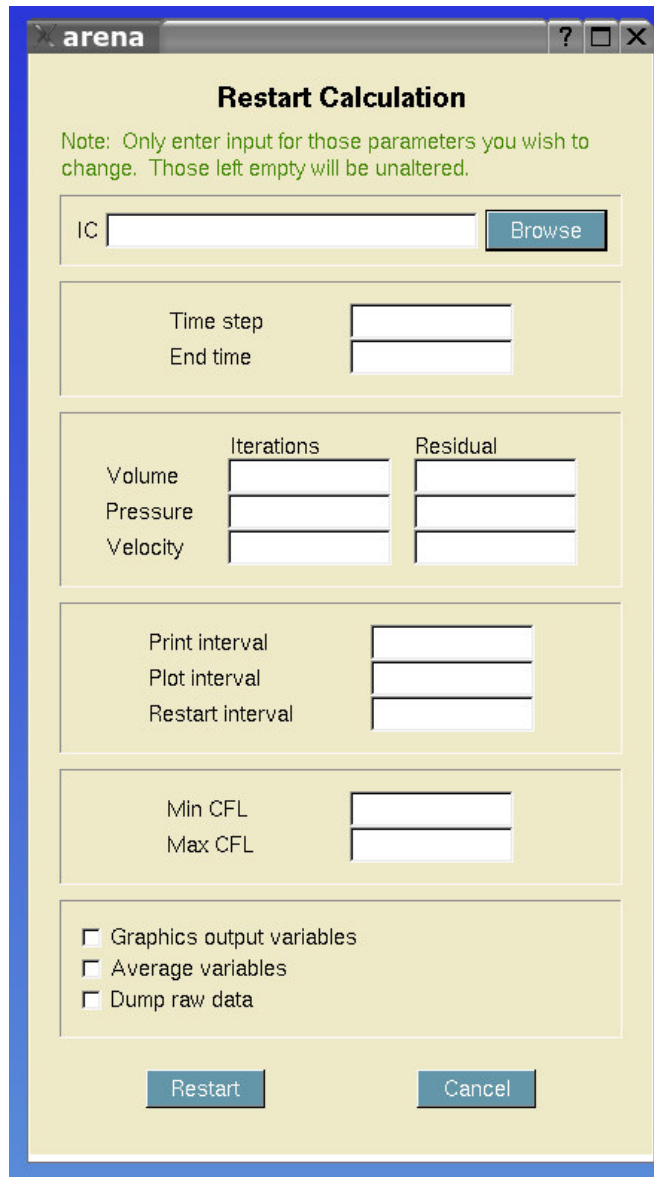 arena
?
Restart Calculation
Note: Only enter input for those parameters you wish to
change. Those left empty will be unaltered.
IC
Browse
Time step
End time
Iterations Residual
Volume
Pressure
Velocity
Print interval
Plot interval
Restart interval
Min CFL
Max CFL
Graphics output variables
Average variables
Dump raw data
Restart Cancel